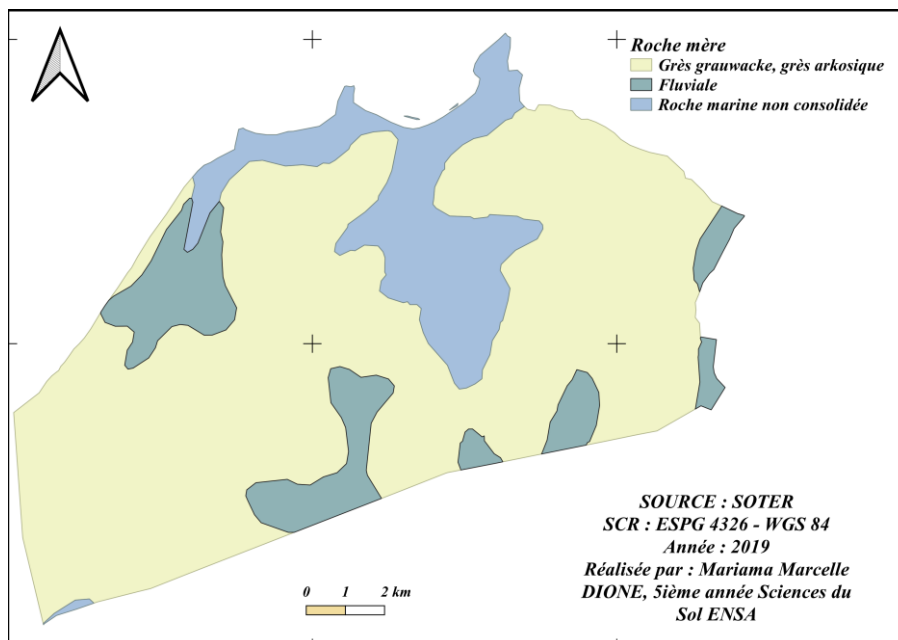 Roche mère
Grès grauwacke, grès arkosique
Fluviale
Roche marine non consolidée
SOURCE : SOTER
SCR : ESPG 4326 - WGS 84
Année : 2019
Réalisée par : Mariama Marcelle
DIONE, 5ième année Sciences du
Sol ENSA
0 1 2 km